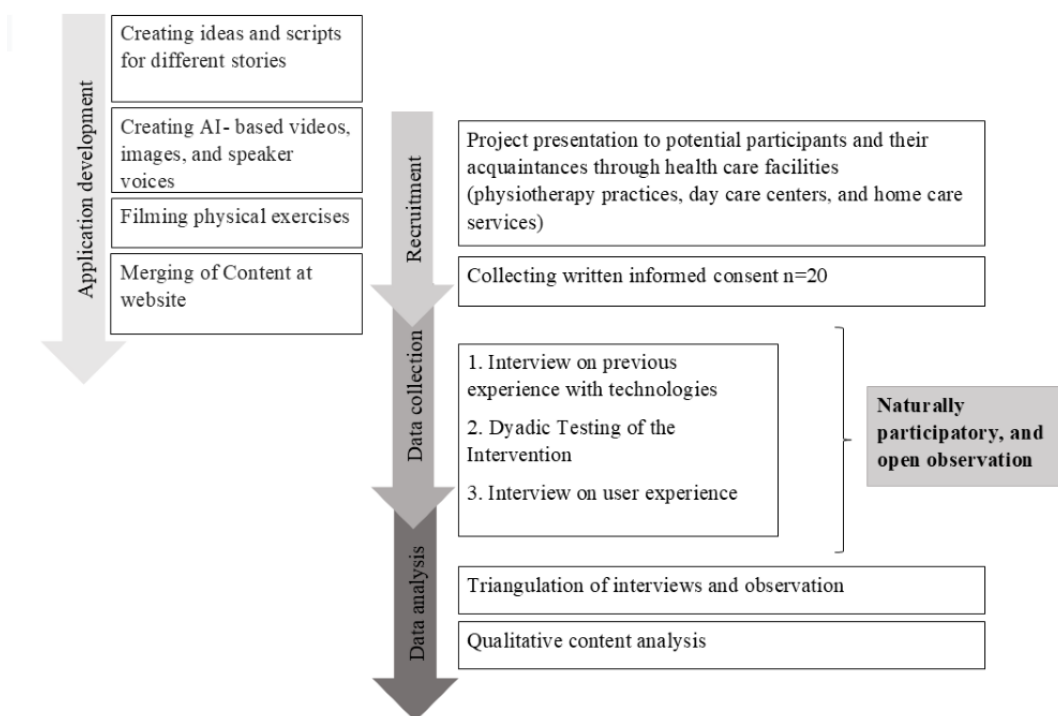 Application development
Creating ideas and scripts
for different stories
Creating AI- based videos,
images, and speaker
voices
Filming physical exercises
Merging of Content at
website
Recruitment
Project presentation to potential participants and their
acquaintances through health care facilities
(physiotherapy practices, day care centers, and home care
services)
Collecting written informed consent n=20
Data collection
1. Interview on previous
experience with technologies
2. Dyadic Testing of the
Intervention
3. Interview on user experience
Naturally
participatory, and
open observation
Data analysis
Triangulation of interviews and observation
Qualitative content analysis